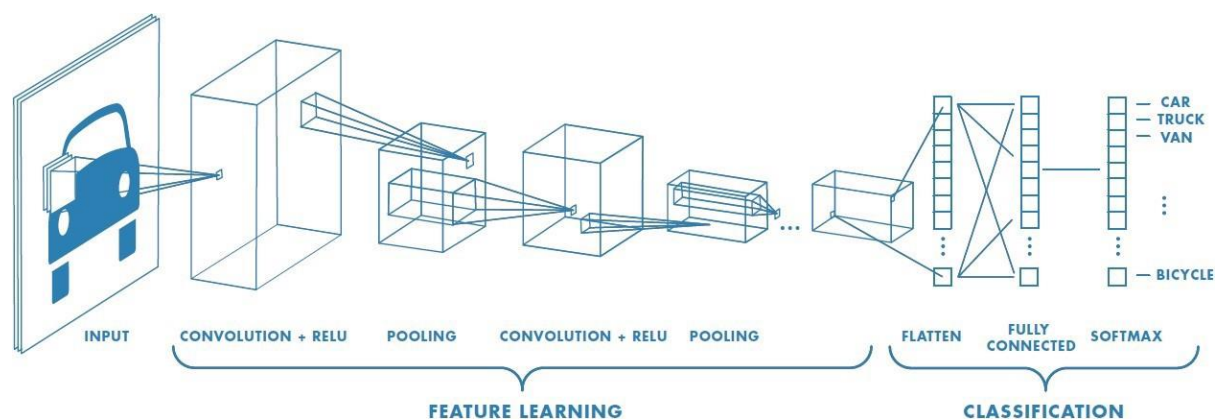 CAR
TRUCK
VAN
BICYCLE
INPUT
CONVOLUTION + RELU
POOLING
CONVOLUTION + RELU
POOLING
FLATTEN
FULLY
CONNECTED
SOFTMAX
FEATURE LEARNING
CLASSIFICATION